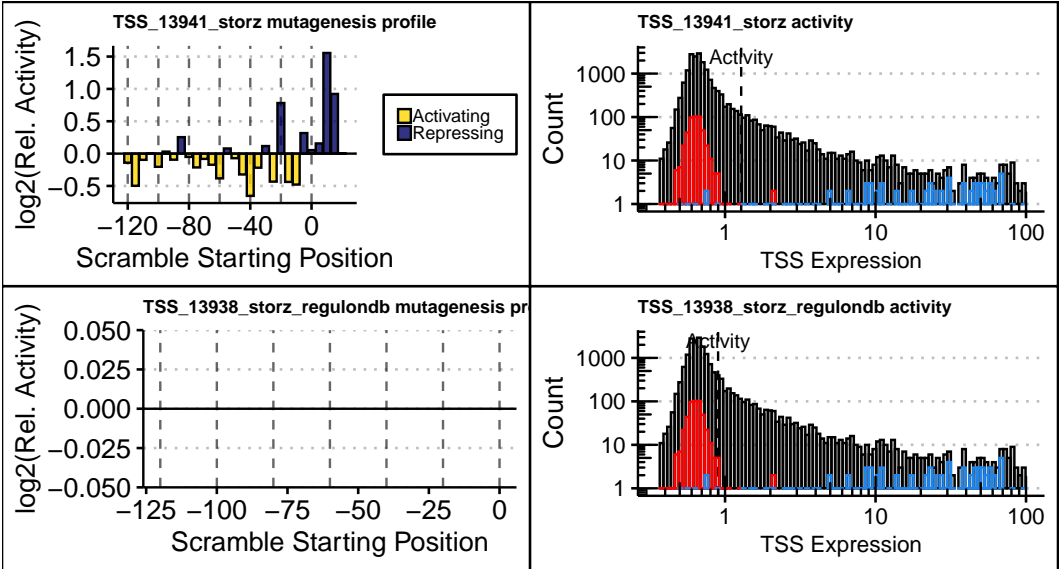 TSS_13941_storz mutagenesis profile
log2(Rel. Activity)
1.5
1.0
0.5
0.0
−0.5
−120
−80
−40
0
Scramble Starting Position
Activating
Repressing
TSS_13941_storz activity
Activity
Count
1000
100
10
1
1
10
100
TSS Expression
TSS_13938_storz_regulondb mutagenesis pr
log2(Rel. Activity)
0.050
0.025
0.000
−0.025
−0.050
−125
−100
−75
−50
−25
0
Scramble Starting Position
TSS_13938_storz_regulondb activity
Activity
Count
1000
100
10
1
1
10
100
TSS Expression